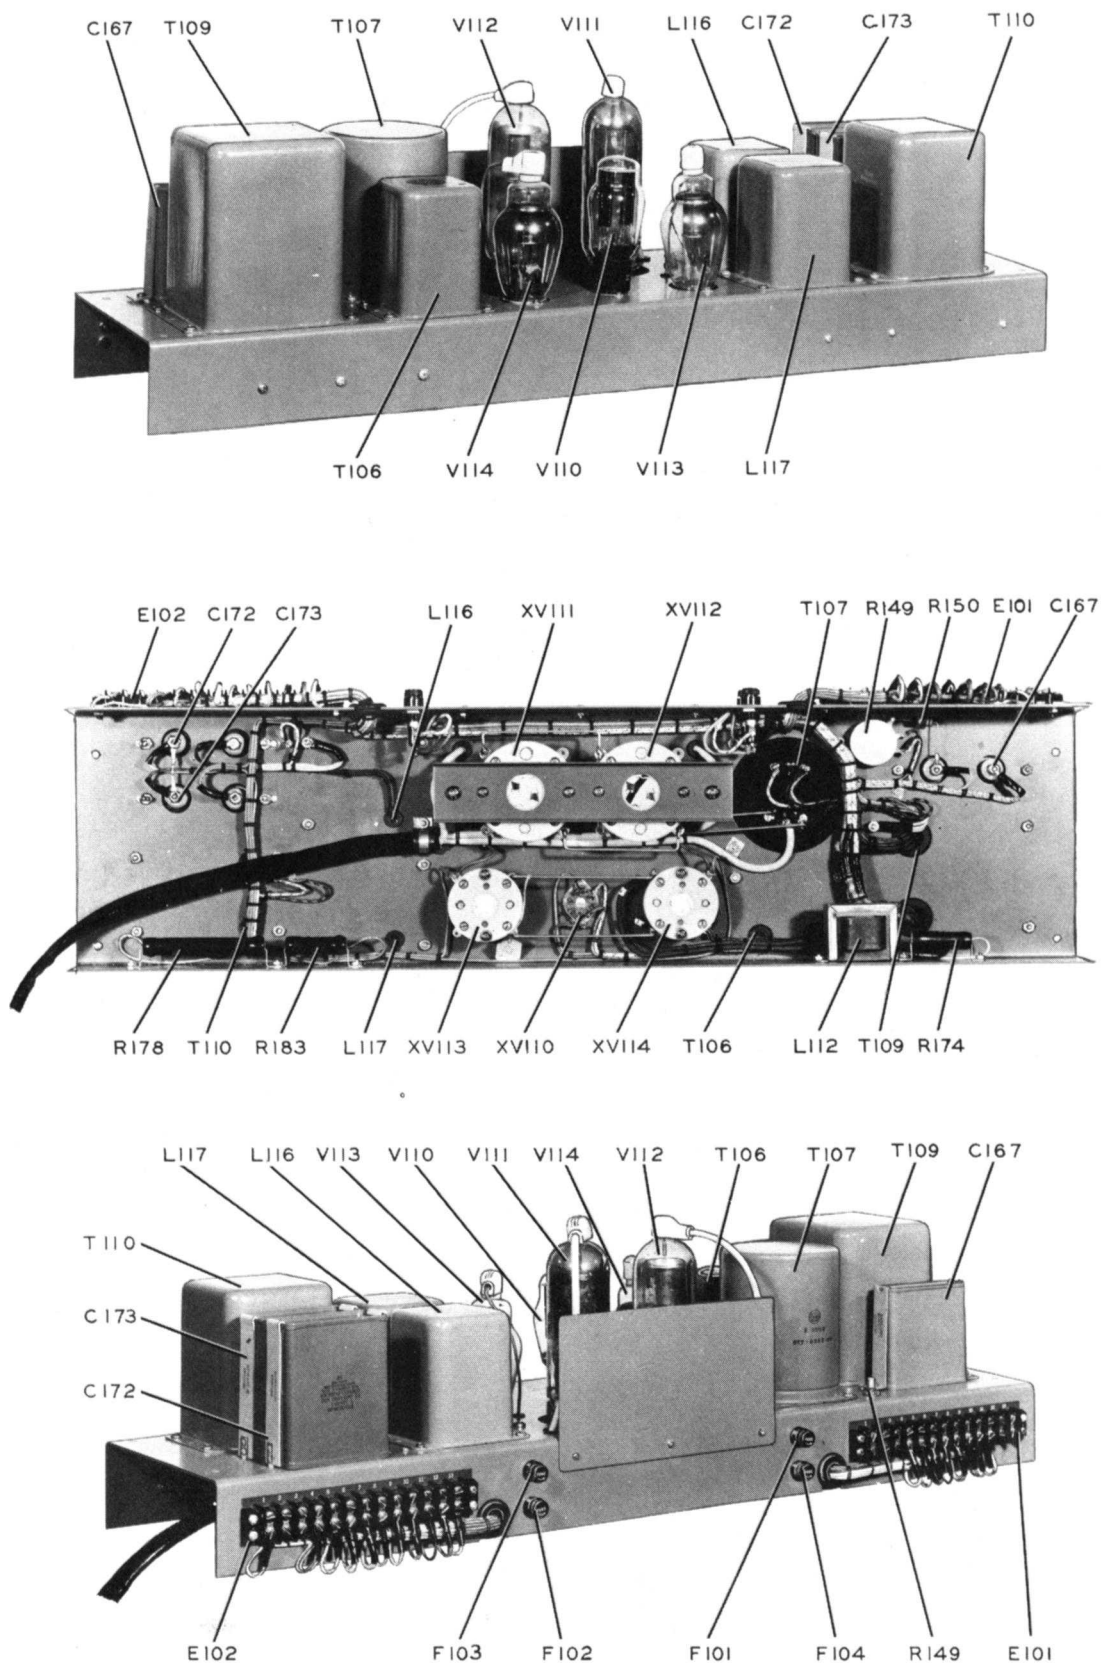 C167 T109 T107 V112 V111 L116 C172 C173 T110
T106 V114 V110 V113 L117
E102 C172 C173 L116 XV111 XV112 T107 R149 R150 E101 C167
R178 T110 R183 L117 XV113 XV110 XV114 T106 L112 T109 R174
L117 L116 V113 V110 V111 V114 V112 T106 T107 T109 C167
T110
C173
C172
E102 F103 F102 F101 F104 R149 E101